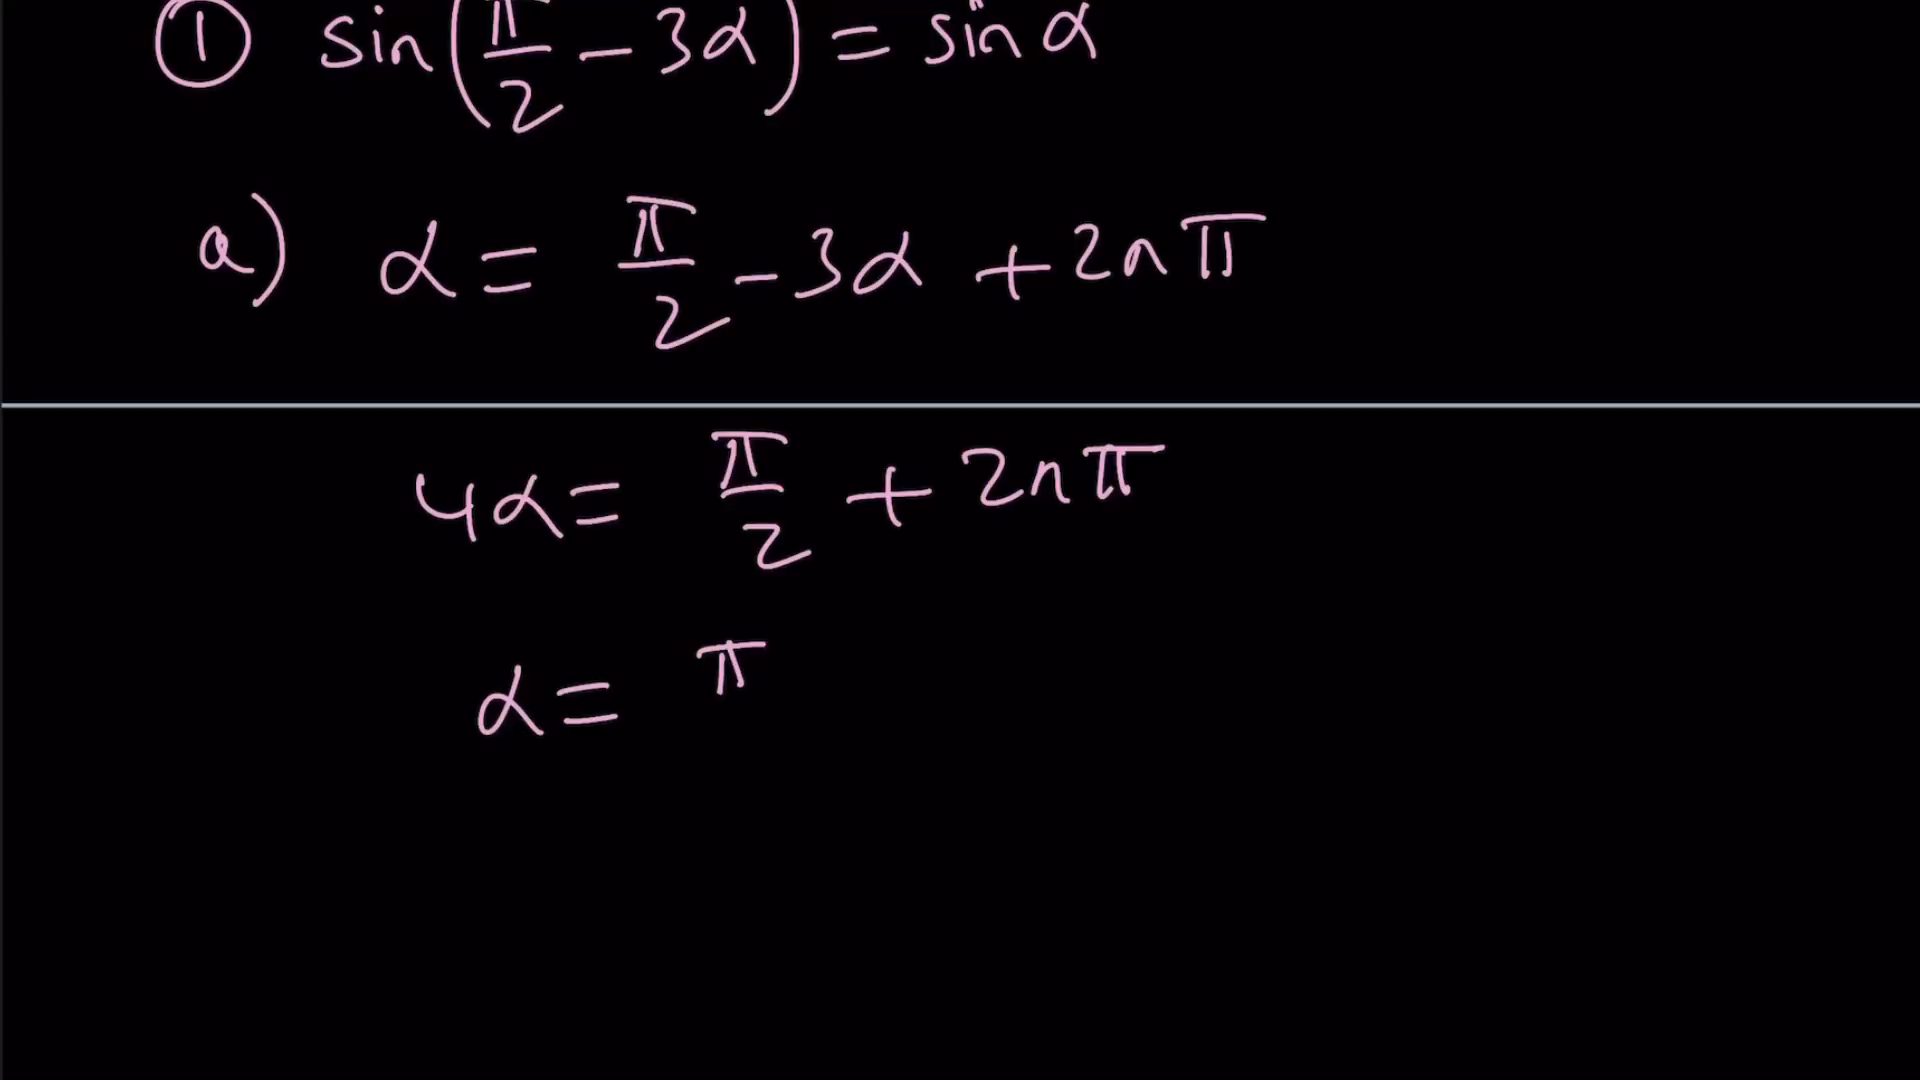 ① sin(π/2 - 3α) = sin α
a) α = π/2 - 3α + 2nπ
4α = π/2 + 2nπ
α = π